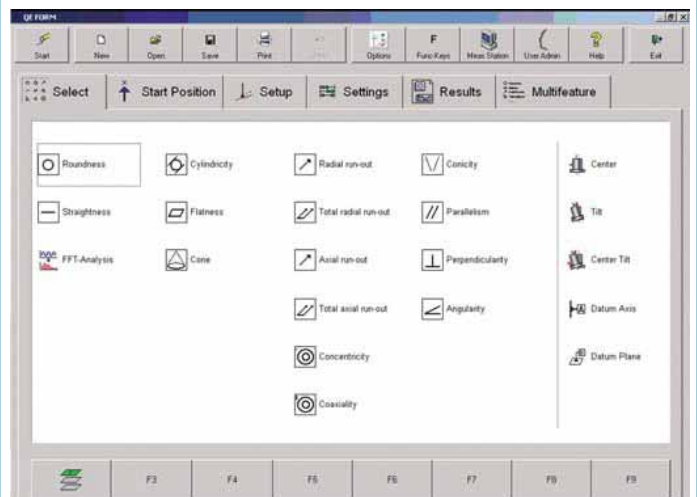 QE FORM
Start New Open Save Print Options Func-Keys Meas Station User Admin Help Exit
Select Start Position Setup Settings Results Multifeature
Roundness Cylindricity Radial run-out Conicity Center
Straightness Flatness Total radial run-out Parallelism Tilt
FFT-Analysis Cone Axial run-out Perpendicularity Center Tilt
Total axial run-out Angularity Datum Axis
Concentricity Datum Plane
Coaxiality
F3 F4 F5 F6 F7 F8 F9